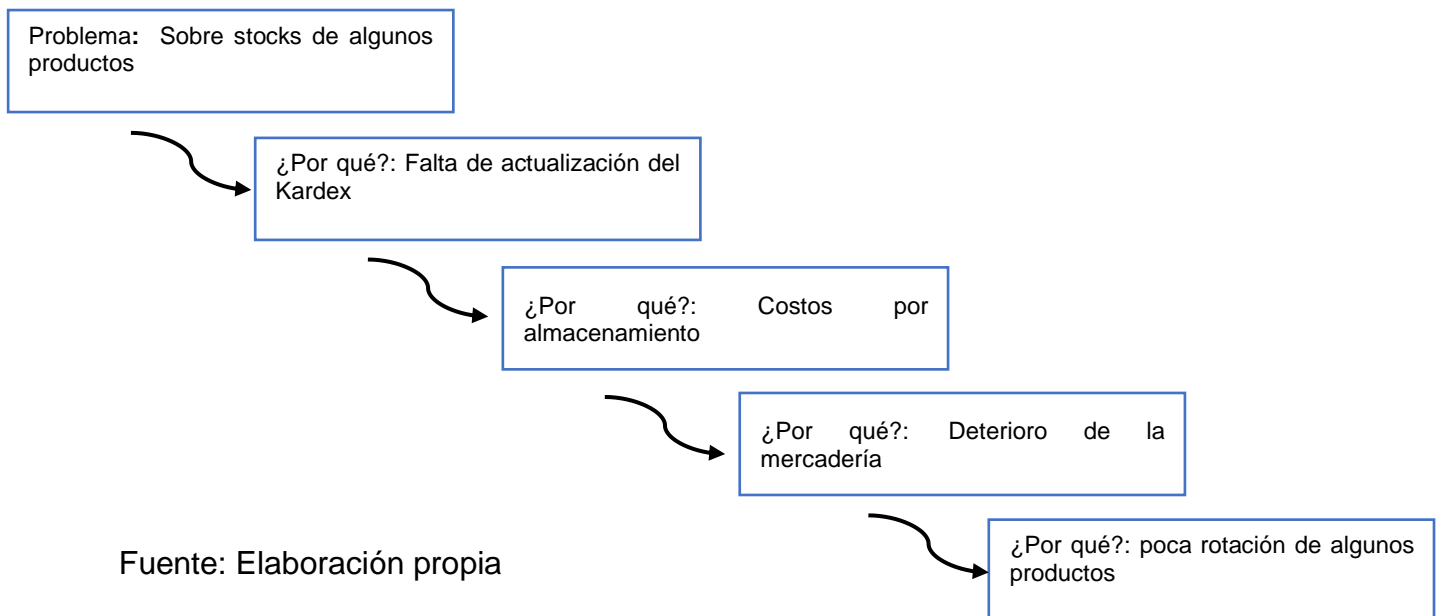 Problema: Sobre stocks de algunos
productos
¿Por qué?: Falta de actualización del
Kardex
¿Por qué?: Costos por
almacenamiento
¿Por qué?: Deterioro de la
mercadería
¿Por qué?: poca rotación de algunos
productos
Fuente: Elaboración propia